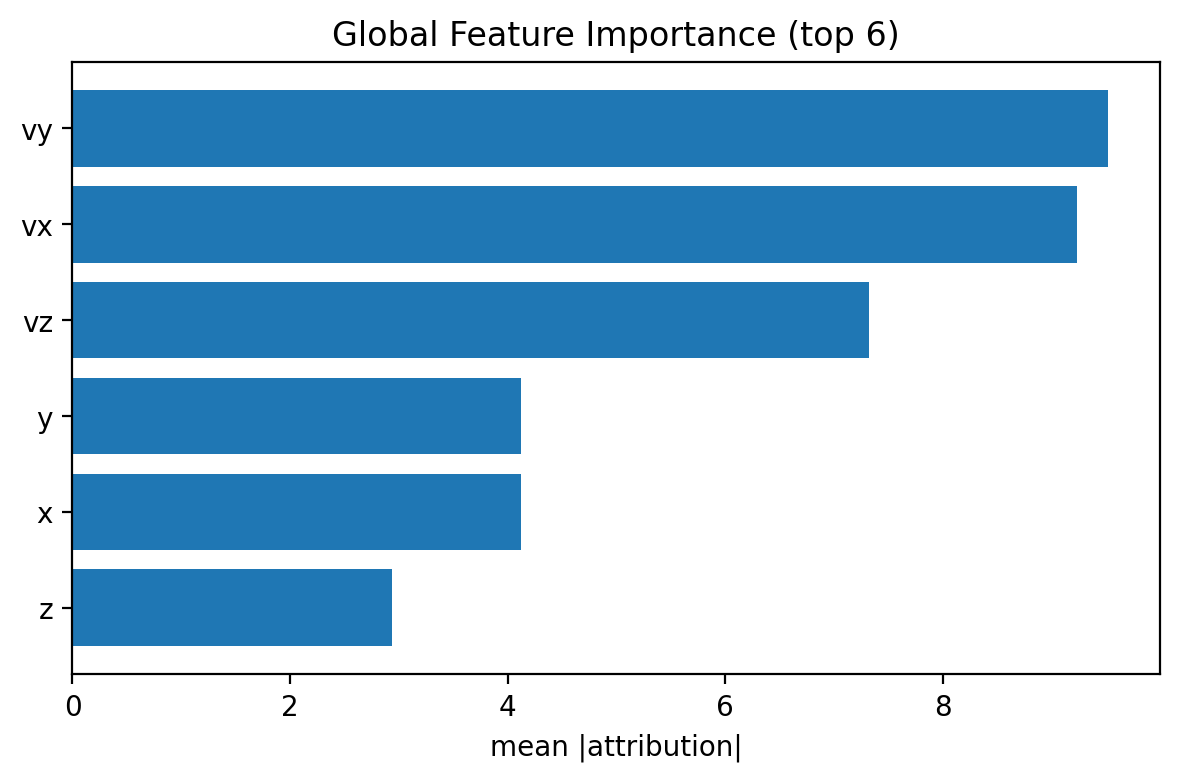 Global Feature Importance (top 6)
vy
vx
vz
y
x
z
0 2 4 6 8
mean |attribution|